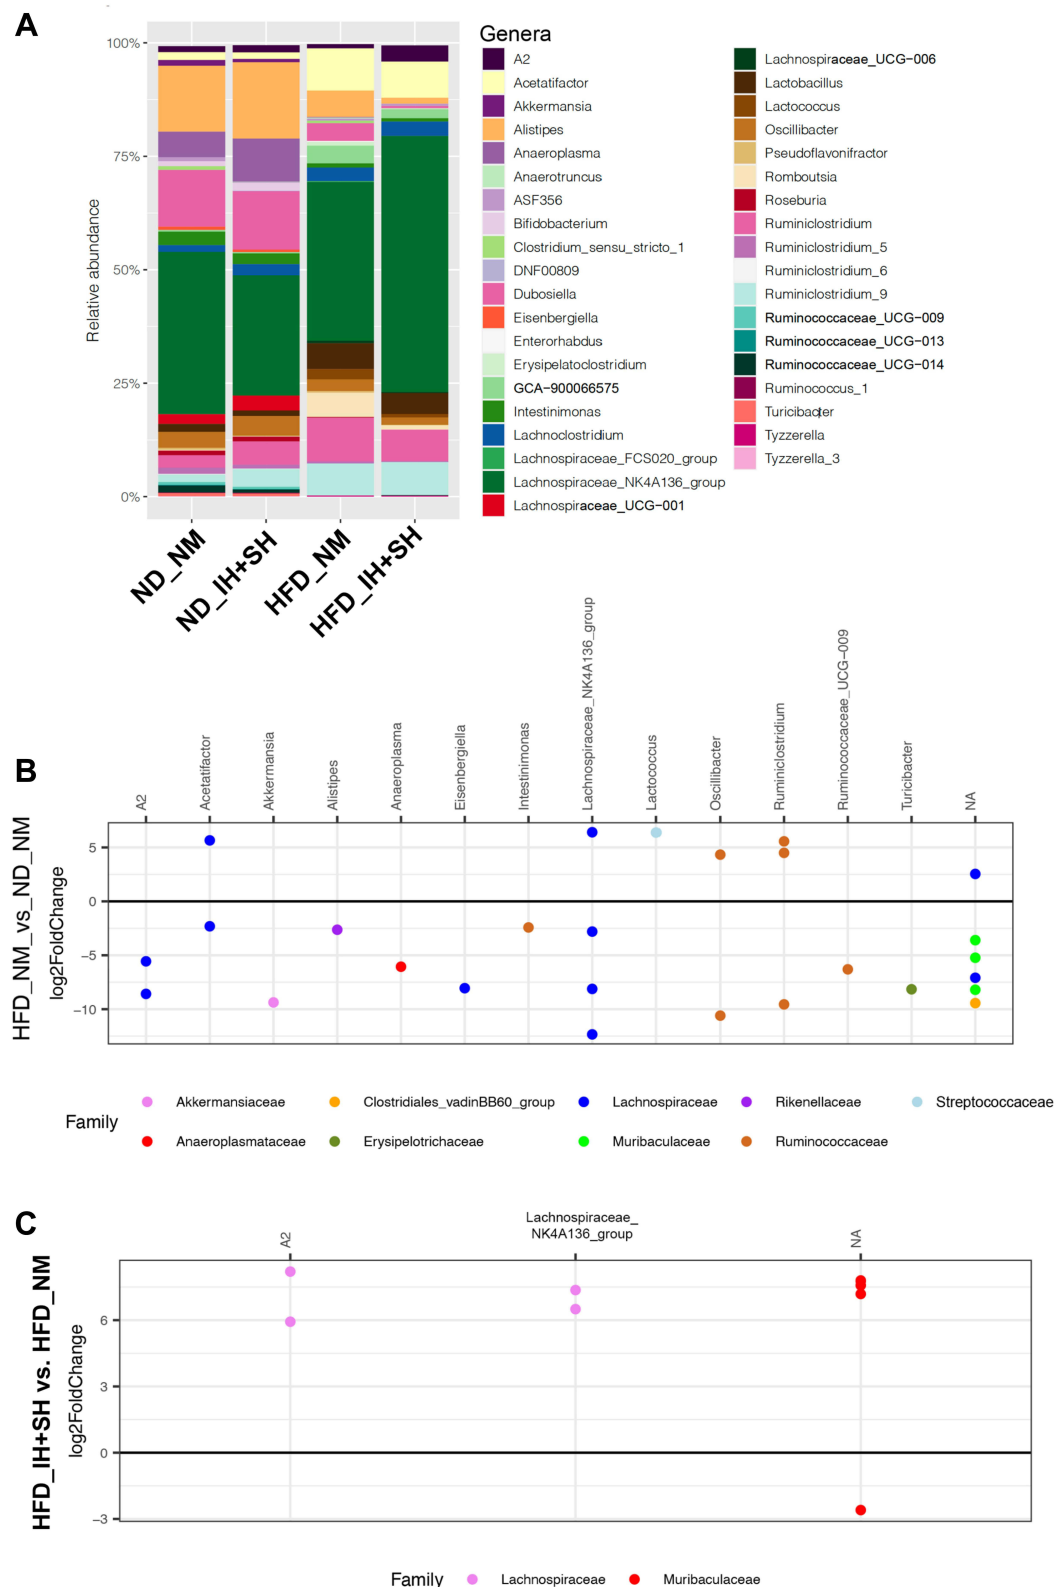 A
Genera
100%
75%
50%
25%
0%
Relative abundance
A2
Acetatifactor
Akkermansia
Alistipes
Anaeroplasma
Anaerotruncus
ASF356
Bifidobacterium
Clostridium_sensu_stricto_1
DNF00809
Dubosiella
Eisenbergiella
Enterorhabdus
Erysipelatoclostridium
GCA-900066575
Intestinimonas
Lachnoclostridium
Lachnospiraceae_FCS020_group
Lachnospiraceae_NK4A136_group
Lachnospiraceae_UCG-001
Lachnospiraceae_UCG-006
Lactobacillus
Lactococcus
Oscillibacter
Pseudoflavonifractor
Romboutsia
Roseburia
Ruminiclostridium
Ruminiclostridium_5
Ruminiclostridium_6
Ruminiclostridium_9
Ruminococcaceae_UCG-009
Ruminococcaceae_UCG-013
Ruminococcaceae_UCG-014
Ruminococcus_1
Turicibacter
Tyzzerella
Tyzzerella_3
ND_NM
ND_IH+SH
HFD_NM
HFD_IH+SH
B
A2
Acetatifactor
Akkermansia
Alistipes
Anaeroplasma
Eisenbergiella
Intestinimonas
Lachnospiraceae_NK4A136_group
Lactococcus
Oscillibacter
Ruminiclostridium
Ruminococcaceae_UCG-009
Turicibacter
NA
HFD_NM_vs_ND_NM
log2FoldChange
5
0
−5
−10
Family
Akkermansiaceae
Clostridiales_vadinBB60_group
Lachnospiraceae
Rikenellaceae
Streptococcaceae
Anaeroplasmataceae
Erysipelotrichaceae
Muribaculaceae
Ruminococcaceae
C
A2
Lachnospiraceae_
NK4A136_group
NA
HFD_IH+SH vs. HFD_NM
log2FoldChange
6
3
0
−3
Family
Lachnospiraceae
Muribaculaceae